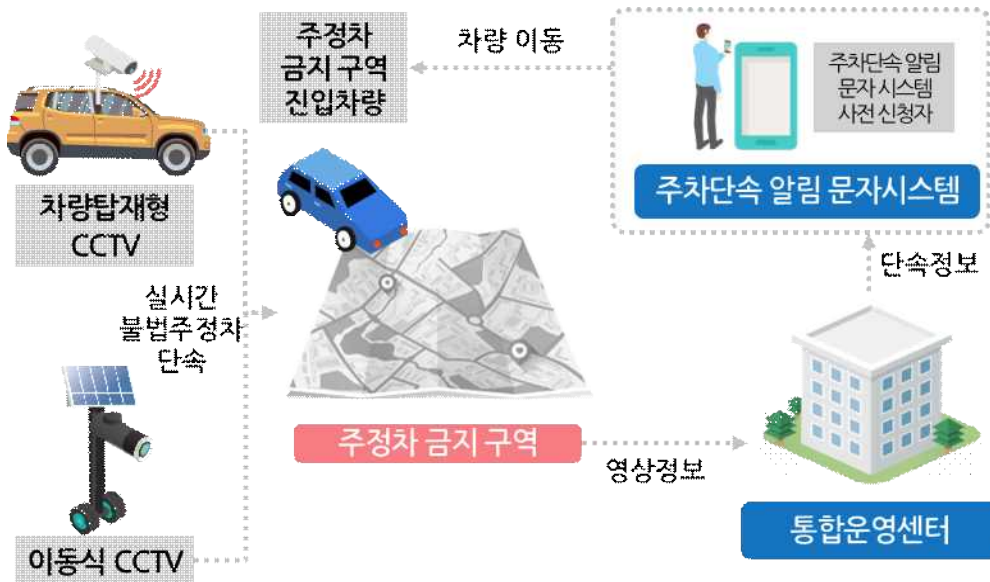 주정차
금지 구역
진입차량
차량 이동
주차단속 알림
문자 시스템
사전 신청자
주차단속 알림 문자시스템
차량탑재형
CCTV
단속정보
실시간
불법주정차
단속
주정차 금지 구역
영상정보
통합운영센터
이동식 CCTV